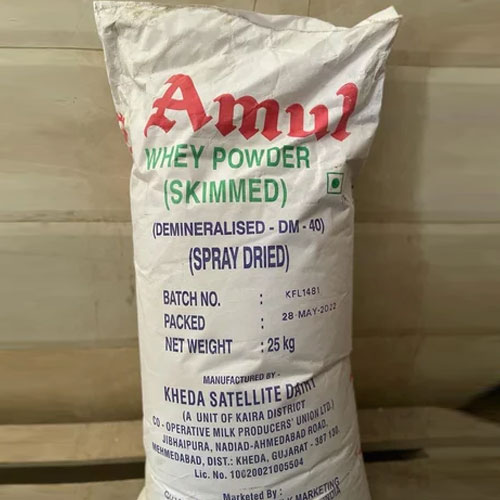 Amul
WHEY POWDER
(SKIMMED)
(DEMINERALISED - DM - 40)
(SPRAY DRIED)
BATCH NO. : KFL1481
PACKED : 28-MAY-2022
NET WEIGHT : 25 kg
MANUFACTURED BY -
KHEDA SATELLITE DAIRY
(A UNIT OF KAIRA DISTRICT
CO - OPERATIVE MILK PRODUCERS' UNION LTD.)
JIBHAIPURA, NADIAD-AHMEDABAD ROAD,
MEHMEDABAD, DIST.: KHEDA, GUJARAT - 387 130.
Lic. No. 10020021005504
Marketed By -
MARKETING